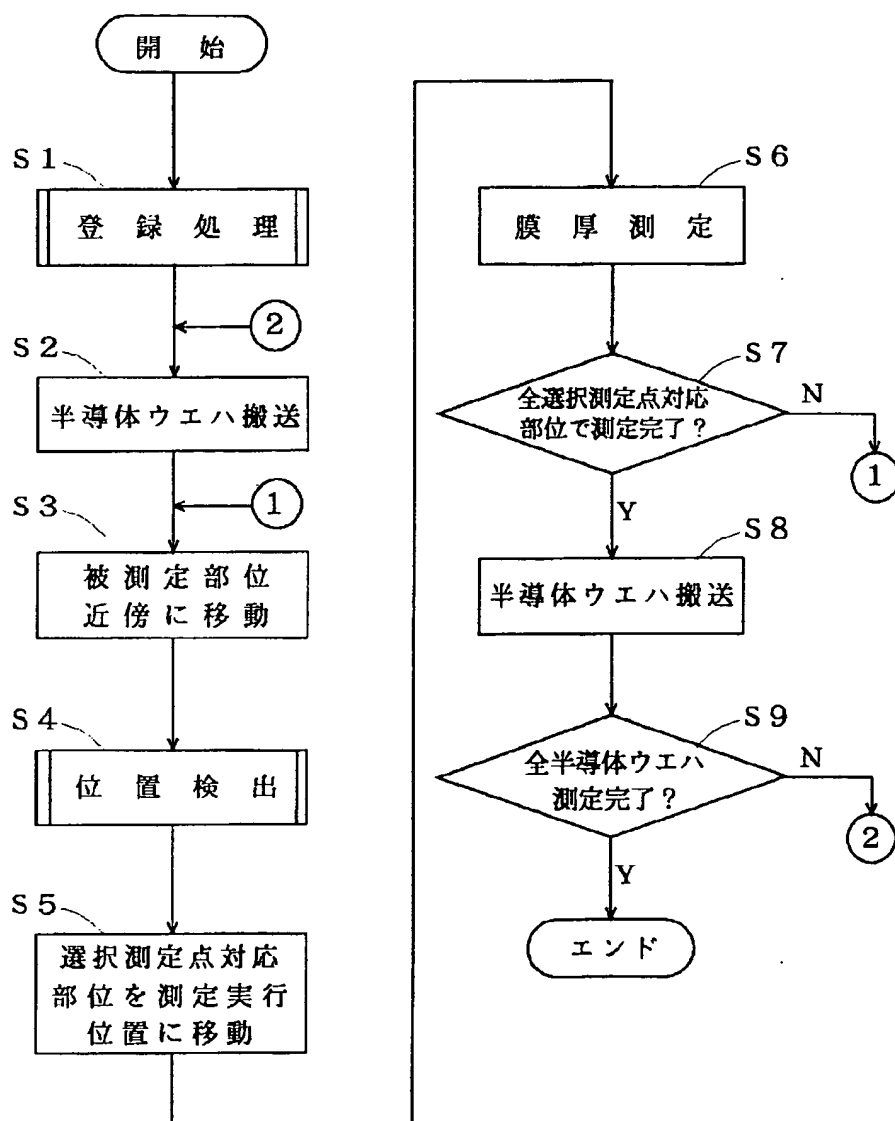 開始
S1
登録処理
②
S2
半導体ウエハ搬送
①
S3
被測定部位
近傍に移動
S4
位置検出
S5
選択測定点対応
部位を測定実行
位置に移動
S6
膜厚測定
S7
全選択測定点対応
部位で測定完了?
N
①
Y
S8
半導体ウエハ搬送
S9
全半導体ウエハ
測定完了?
N
②
Y
エンド